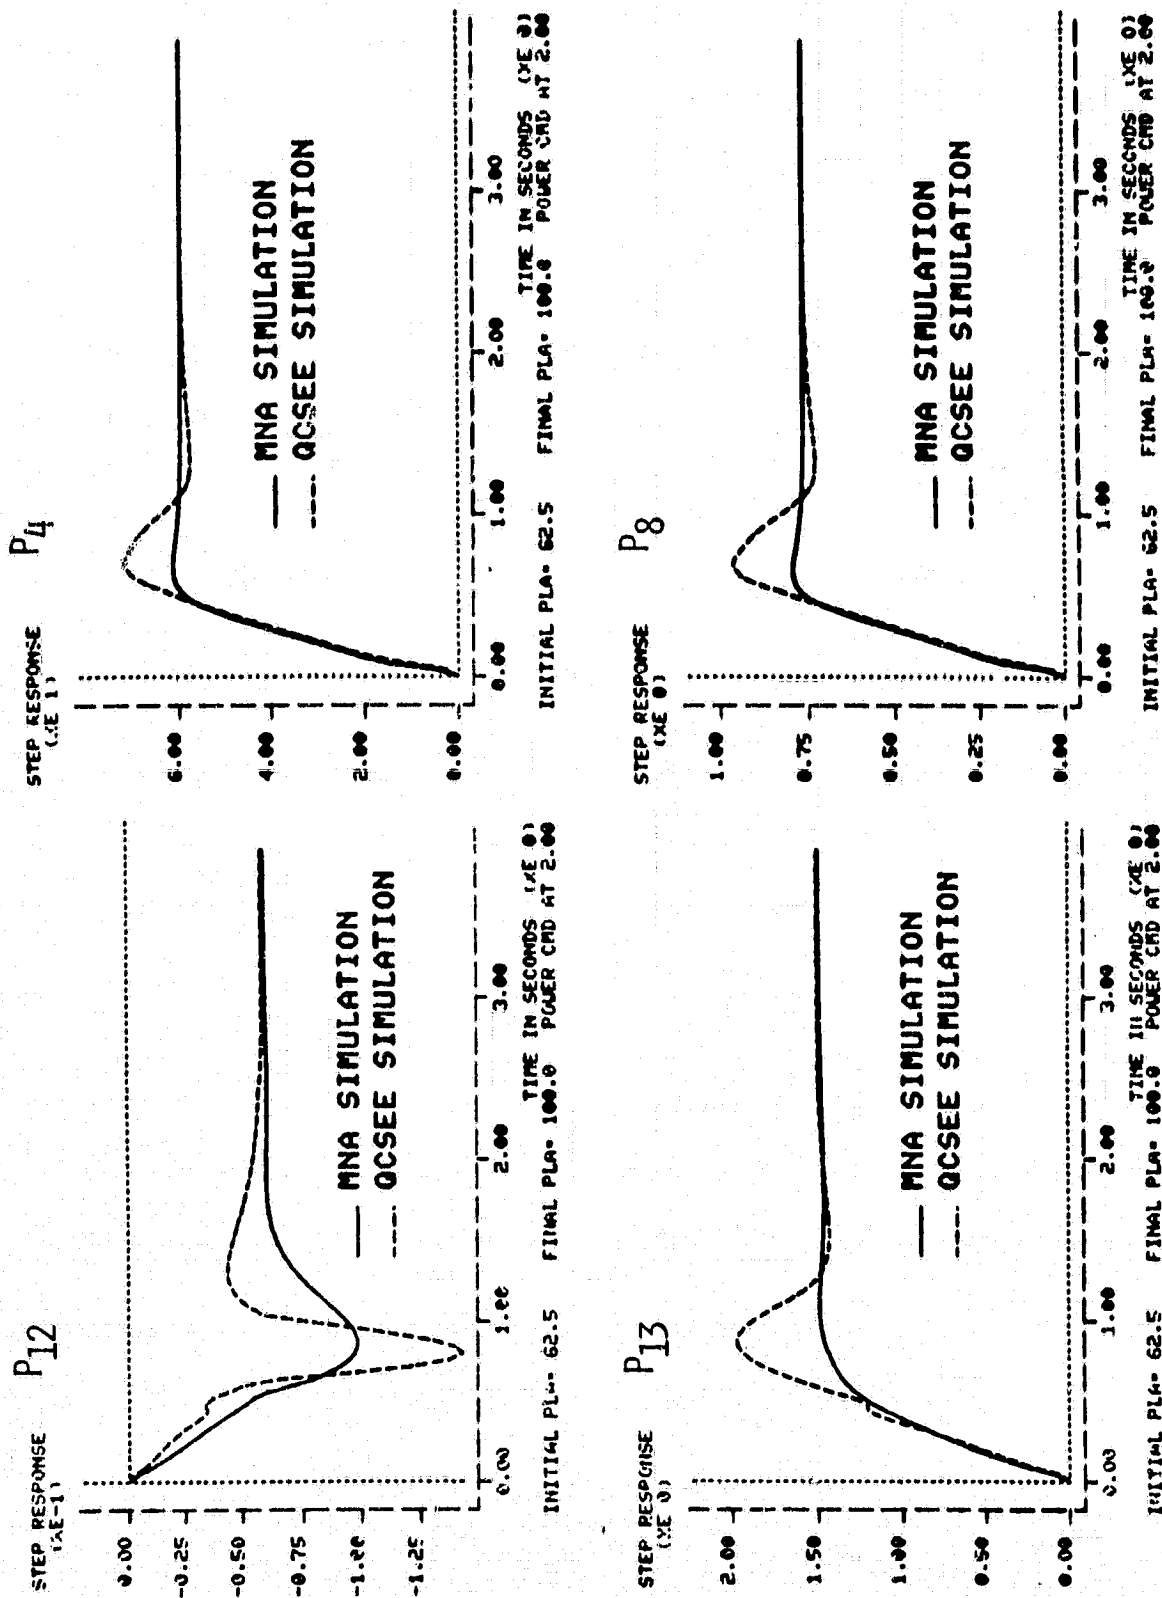 STEP RESPONSE
(XE-1)
P12
0.00
-0.25
-0.50
-0.75
-1.00
-1.25
MNA SIMULATION
QCSEE SIMULATION
0.00
1.00
2.00
3.00
TIME IN SECONDS (XE 0)
INITIAL PLA= 62.5 FINAL PLA= 100.0 POWER CMD AT 2.00
STEP RESPONSE
(XE 1)
P4
6.00
4.00
2.00
0.00
MNA SIMULATION
QCSEE SIMULATION
0.00
1.00
2.00
3.00
TIME IN SECONDS (XE 0)
INITIAL PLA= 62.5 FINAL PLA= 100.0 POWER CMD AT 2.00
STEP RESPONSE
(XE 0)
P13
2.00
1.50
1.00
0.50
0.00
MNA SIMULATION
QCSEE SIMULATION
0.00
1.00
2.00
3.00
TIME IN SECONDS (XE 0)
INITIAL PLA= 62.5 FINAL PLA= 100.0 POWER CMD AT 2.00
STEP RESPONSE
(XE 0)
P8
1.00
0.75
0.50
0.25
0.00
MNA SIMULATION
QCSEE SIMULATION
0.00
1.00
2.00
3.00
TIME IN SECONDS (XE 0)
INITIAL PLA= 62.5 FINAL PLA= 100.0 POWER CMD AT 2.00